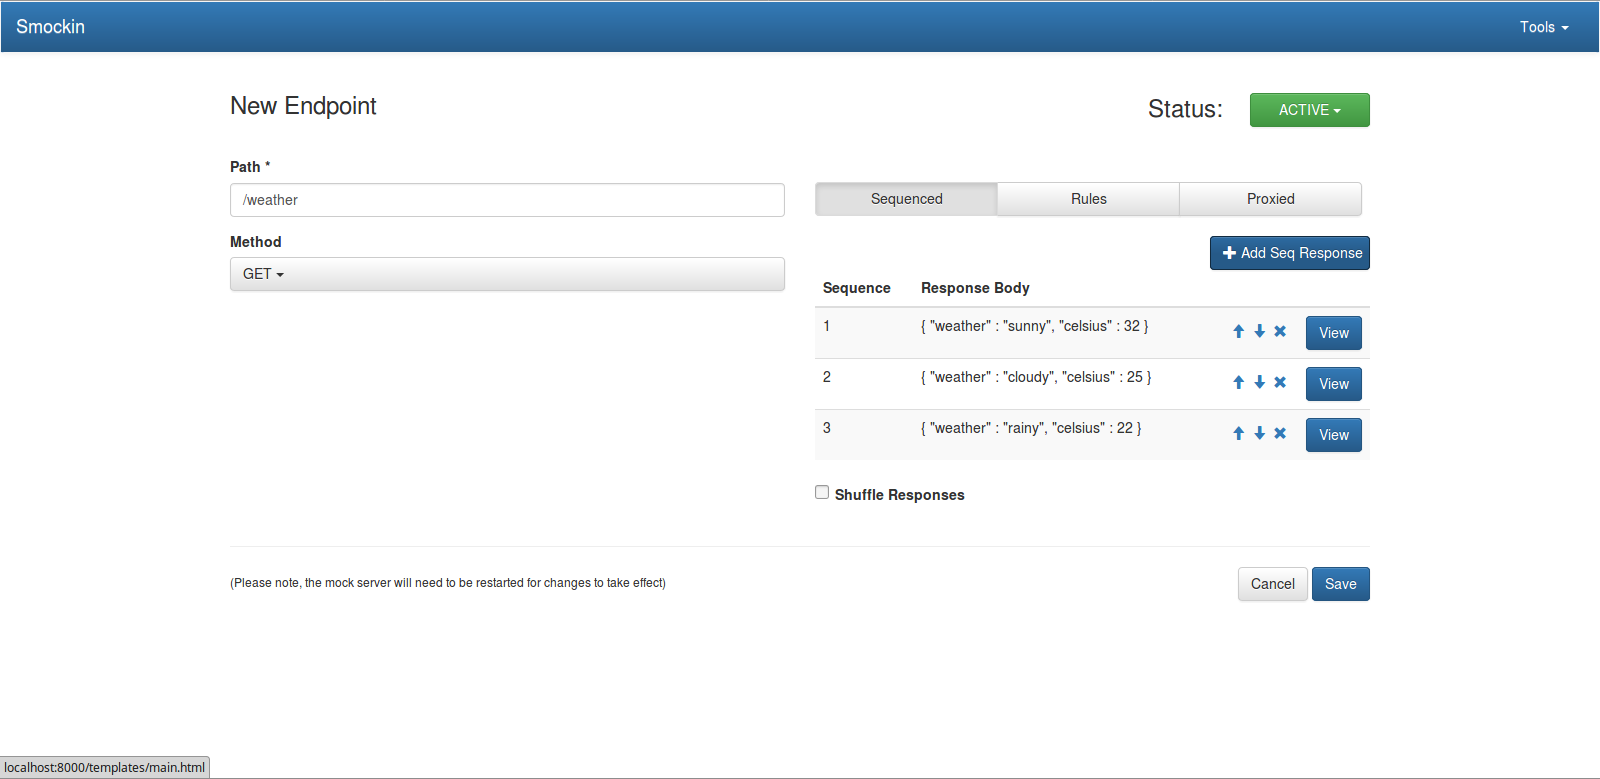 Smockin
Tools
New Endpoint
Status:
ACTIVE
Path *
/weather
Sequenced
Rules
Proxied
Method
GET
Add Seq Response
Sequence
Response Body
1
{ "weather" : "sunny", "celsius" : 32 }
View
2
{ "weather" : "cloudy", "celsius" : 25 }
View
3
{ "weather" : "rainy", "celsius" : 22 }
View
Shuffle Responses
(Please note, the mock server will need to be restarted for changes to take effect)
Cancel
Save
localhost:8000/templates/main.html